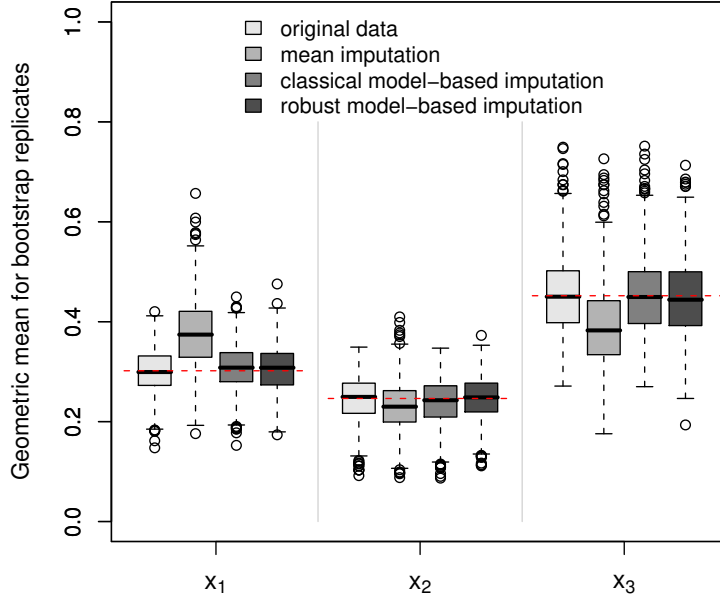 original data
mean imputation
classical model−based imputation
robust model−based imputation
Geometric mean for bootstrap replicates
1.0
0.8
0.6
0.4
0.2
0.0
x1
x2
x3